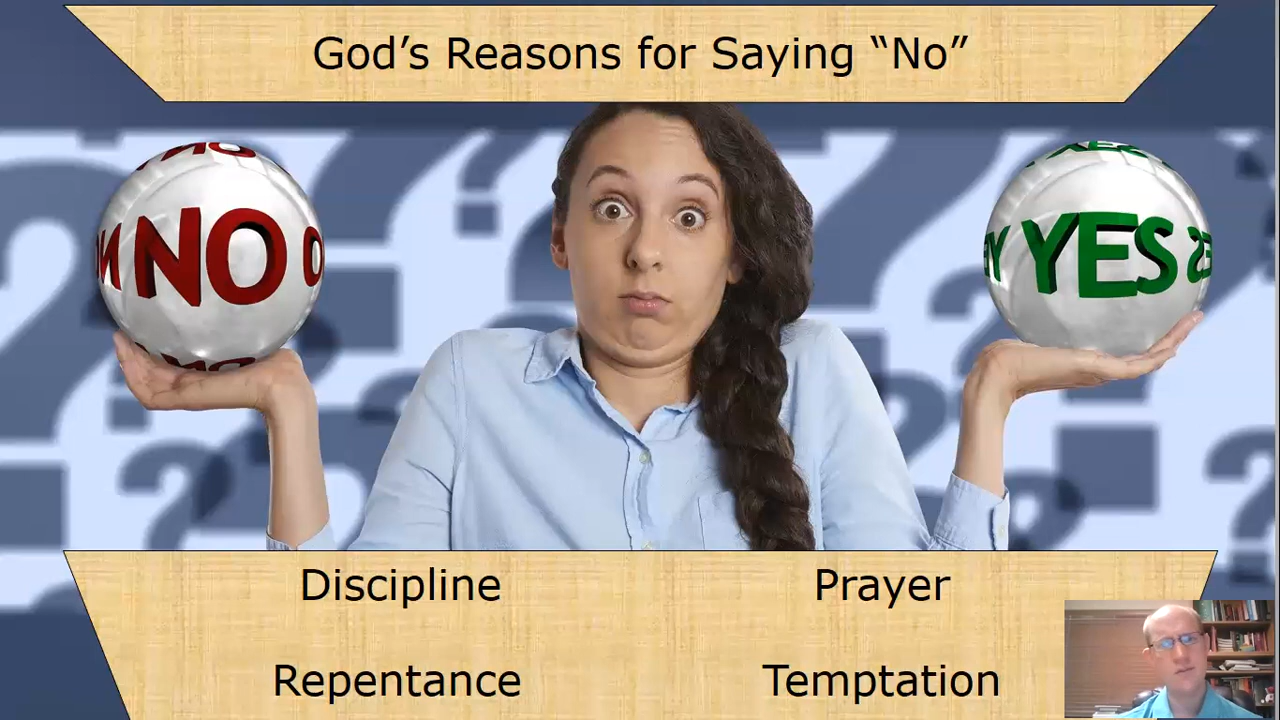 God’s Reasons for Saying “No”
NO
YES
Discipline
Prayer
Repentance
Temptation